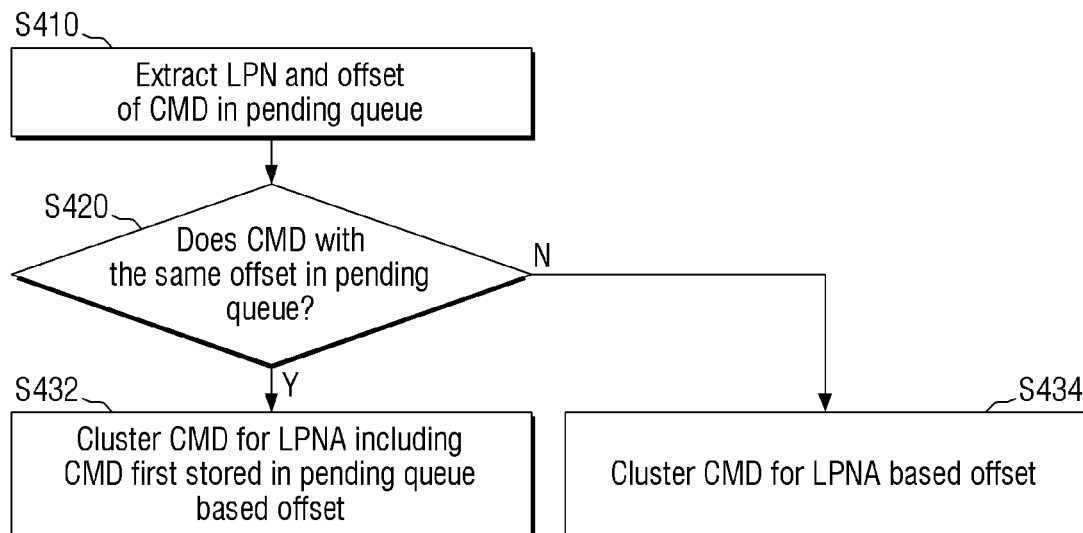 S410
Extract LPN and offset
of CMD in pending queue
S420
Does CMD with
the same offset in pending
queue?
N
Y
S432
Cluster CMD for LPNA including
CMD first stored in pending queue
based offset
S434
Cluster CMD for LPNA based offset